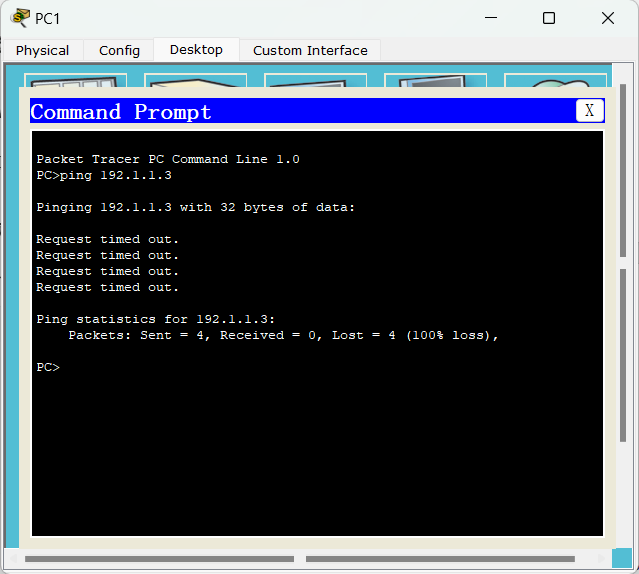 PC1
Physical Config Desktop Custom Interface
Command Prompt X
Packet Tracer PC Command Line 1.0
PC>ping 192.1.1.3
Pinging 192.1.1.3 with 32 bytes of data:
Request timed out.
Request timed out.
Request timed out.
Request timed out.
Ping statistics for 192.1.1.3:
    Packets: Sent = 4, Received = 0, Lost = 4 (100% loss),
PC>